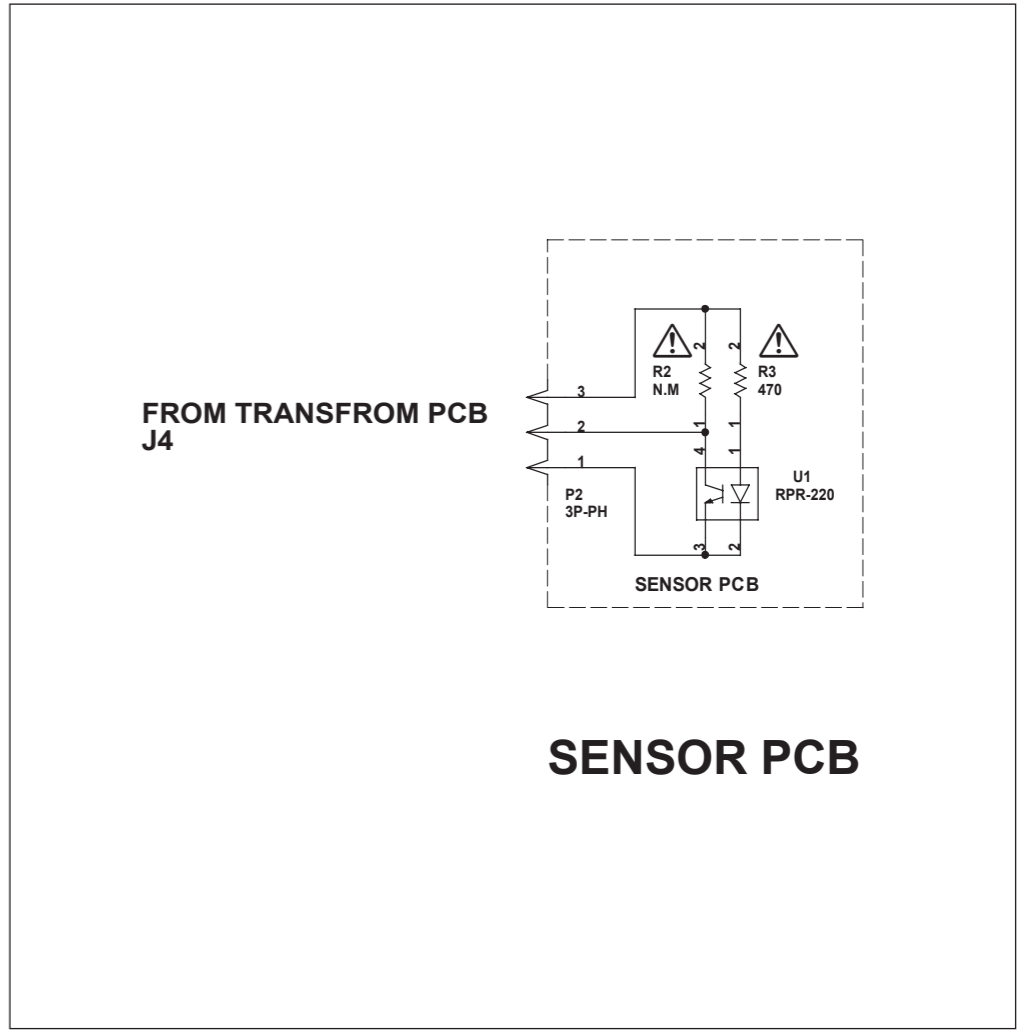 2
2
R2
N.M
R3
470
3
FROM TRANSFROM PCB
J4
2
1
1
4
1
1
U1
RPR-220
P2
3P-PH
3
2
SENSOR PCB
SENSOR PCB